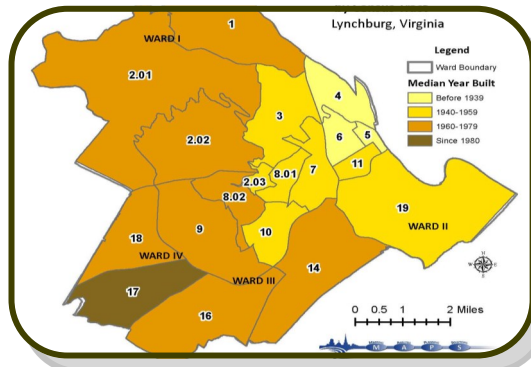 Lynchburg, Virginia
Legend
Ward Boundary
Median Year Built
Before 1939
1940-1959
1960-1979
Since 1980
1
WARD I
2.01
3
4
2.02
6
5
11
2.03
8.01
7
8.02
19
WARD II
9
10
18
WARD IV
14
17
WARD III
16
N
W
E
S
0 0.5 1 2 Miles
M A P S